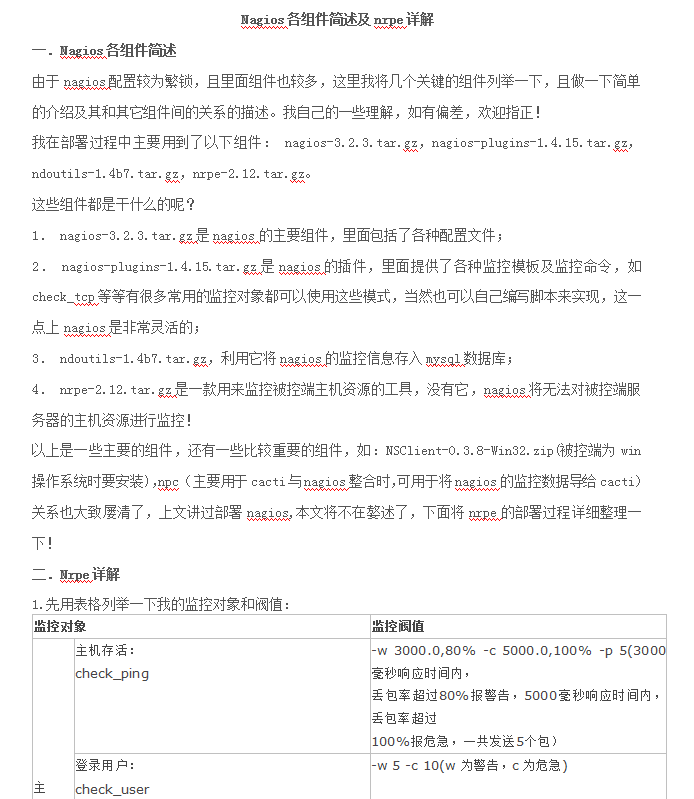 Nagios各组件简述及nrpe详解
一．Nagios各组件简述
由于nagios配置较为繁锁，且里面组件也较多，这里我将几个关键的组件列举一下，且做一下简单
的介绍及其和其它组件间的关系的描述。我自己的一些理解，如有偏差，欢迎指正！
我在部署过程中主要用到了以下组件： nagios-3.2.3.tar.gz，nagios-plugins-1.4.15.tar.gz，
ndoutils-1.4b7.tar.gz，nrpe-2.12.tar.gz。
这些组件都是干什么的呢？
1． nagios-3.2.3.tar.gz是nagios的主要组件，里面包括了各种配置文件；
2． nagios-plugins-1.4.15.tar.gz是nagios的插件，里面提供了各种监控模板及监控命令，如
check_tcp等等有很多常用的监控对象都可以使用这些模式，当然也可以自己编写脚本来实现，这一
点上nagios是非常灵活的；
3． ndoutils-1.4b7.tar.gz，利用它将nagios的监控信息存入mysql数据库；
4． nrpe-2.12.tar.gz是一款用来监控被控端主机资源的工具，没有它，nagios将无法对被控端服
务器的主机资源进行监控！
以上是一些主要的组件，还有一些比较重要的组件，如：NSClient-0.3.8-Win32.zip(被控端为win
操作系统时要安装),npc（主要用于cacti与nagios整合时,可用于将nagios的监控数据导给cacti）
关系也大致屡清了，上文讲过部署nagios,本文将不在嫯述了，下面将nrpe的部署过程详细整理一
下！
二．Nrpe详解
1.先用表格列举一下我的监控对象和阀值：
监控对象 监控阀值
主机存活： -w 3000.0,80% -c 5000.0,100% -p 5(3000
check_ping 毫秒响应时间内，
丢包率超过80%报警告，5000毫秒响应时间内，
丢包率超过
100%报危急，一共发送5个包）
登录用户： -w 5 -c 10(w为警告，c为危急)
主 check_user